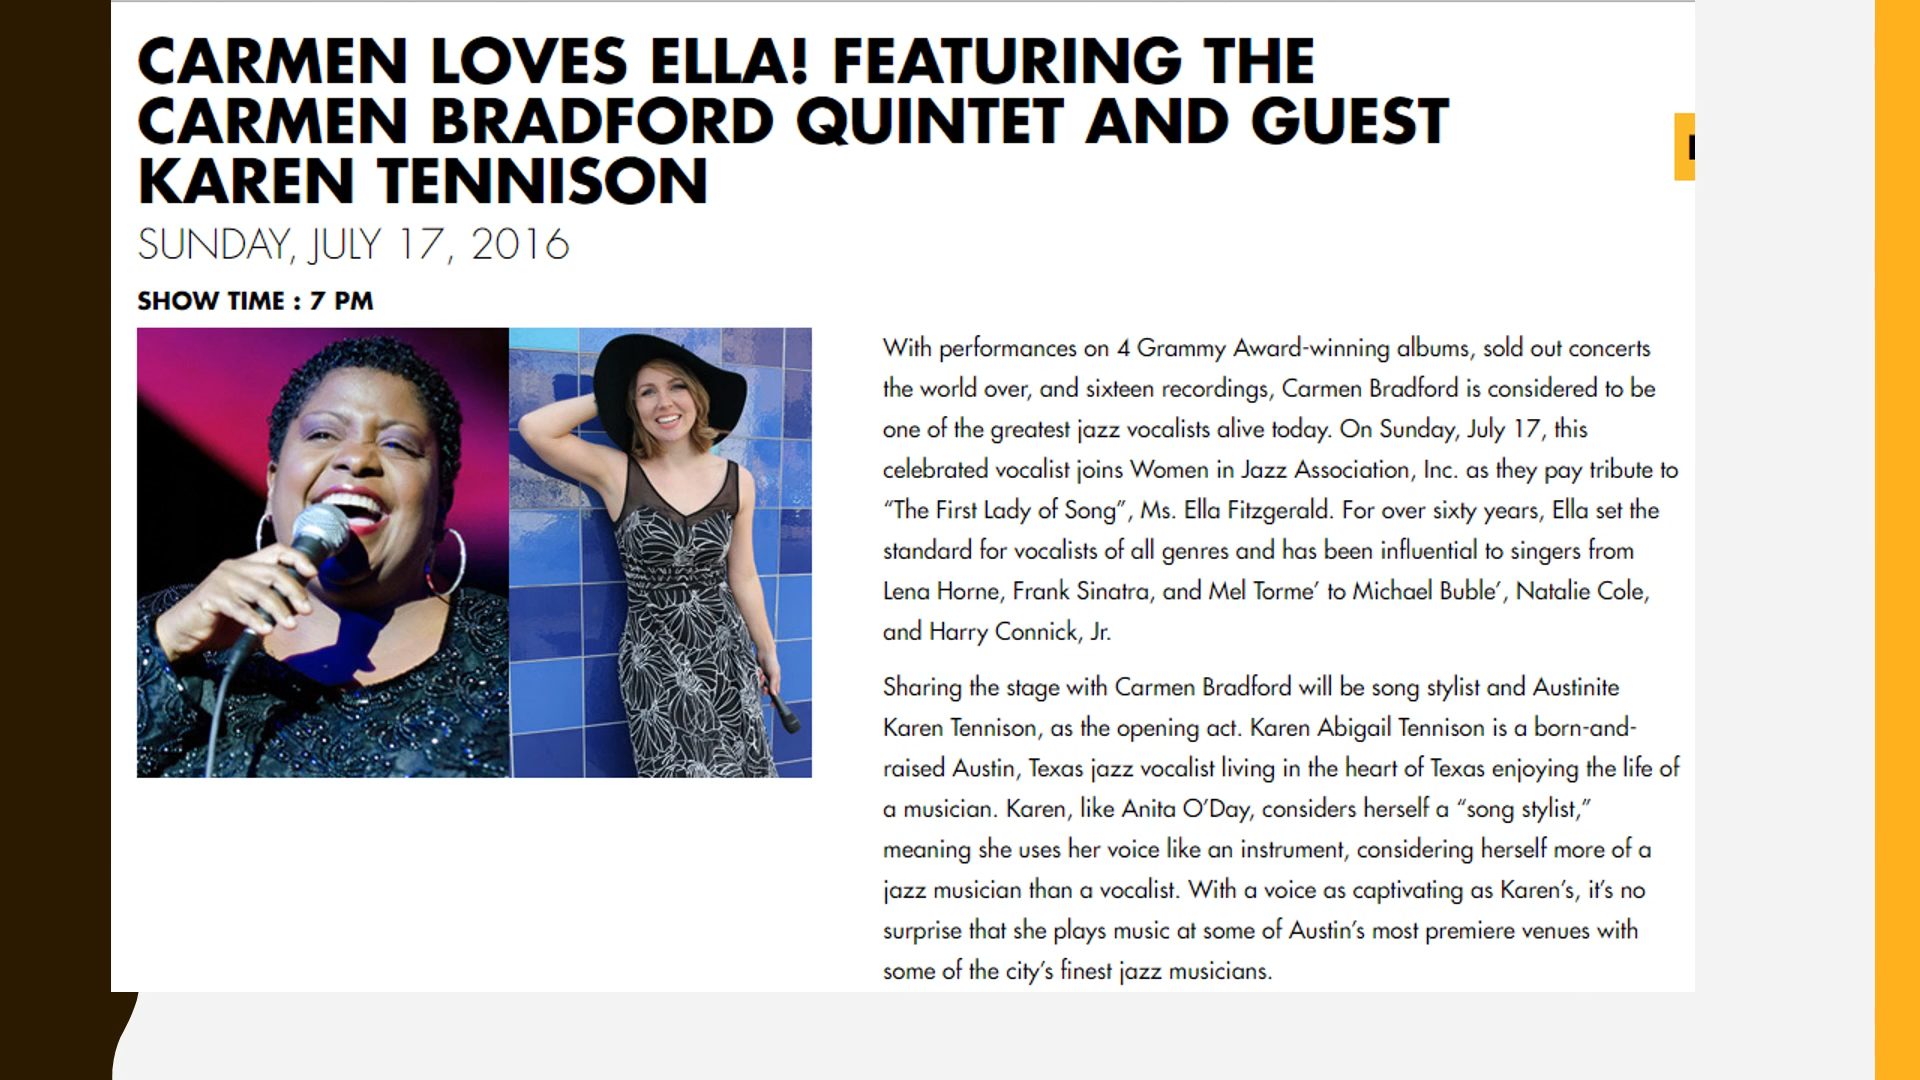 CARMEN LOVES ELLA! FEATURING THE
CARMEN BRADFORD QUINTET AND GUEST
KAREN TENNISON
SUNDAY, JULY 17, 2016
SHOW TIME : 7 PM
With performances on 4 Grammy Award-winning albums, sold out concerts
the world over, and sixteen recordings, Carmen Bradford is considered to be
one of the greatest jazz vocalists alive today. On Sunday, July 17, this
celebrated vocalist joins Women in Jazz Association, Inc. as they pay tribute to
“The First Lady of Song”, Ms. Ella Fitzgerald. For over sixty years, Ella set the
standard for vocalists of all genres and has been influential to singers from
Lena Horne, Frank Sinatra, and Mel Torme’ to Michael Buble’, Natalie Cole,
and Harry Connick, Jr.
Sharing the stage with Carmen Bradford will be song stylist and Austinite
Karen Tennison, as the opening act. Karen Abigail Tennison is a born-and-
raised Austin, Texas jazz vocalist living in the heart of Texas enjoying the life of
a musician. Karen, like Anita O’Day, considers herself a “song stylist,”
meaning she uses her voice like an instrument, considering herself more of a
jazz musician than a vocalist. With a voice as captivating as Karen’s, it’s no
surprise that she plays music at some of Austin’s most premiere venues with
some of the city’s finest jazz musicians.